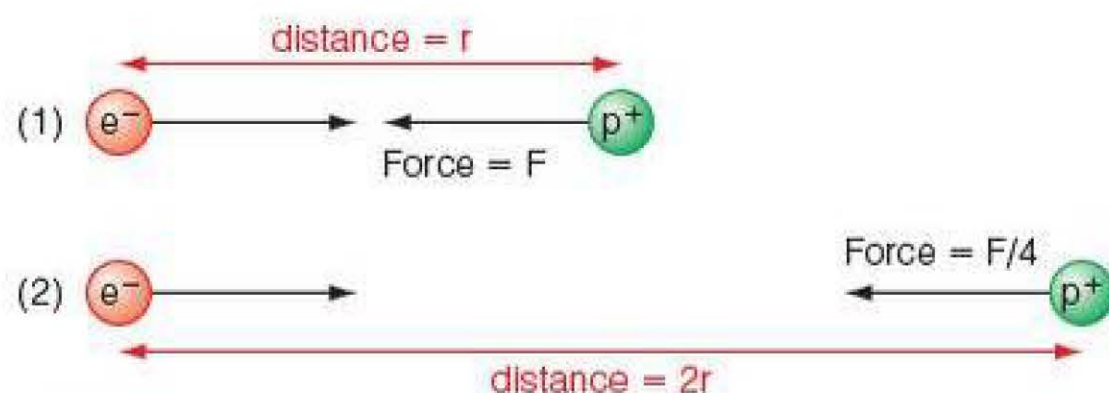 distance = r
(1) e⁻ p⁺
Force = F
Force = F/4
(2) e⁻ p⁺
distance = 2r